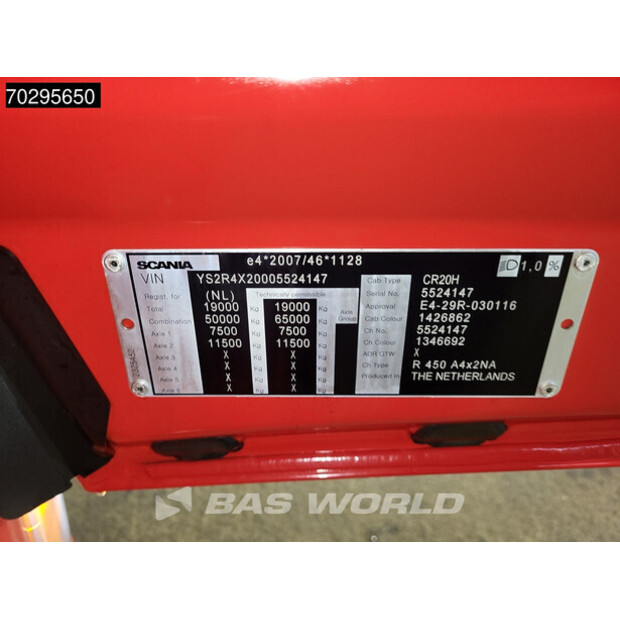 70295650
SCANIA e4*2007/46*1128
1,0 %
VIN YS2R4X20005524147 Cab Type CR20H
Regist. for (NL) Technically permissible Serial No. 5524147
Total 19000 Kg 19000 Kg Approval E4-29R-030116
Combination 50000 Kg 65000 Kg Axle Group Cab Colour 1426862
Axle 1 7500 Kg 7500 Kg Ch No. 5524147
Axle 2 11500 Kg 11500 Kg Ch Colour 1346692
Axle 3 X Kg X Kg ADR GTW X
Axle 4 X Kg X Kg Ch Type R 450 A4x2NA
Axle 5 X Kg X Kg Produced in THE NETHERLANDS
X Kg X Kg
BAS WORLD